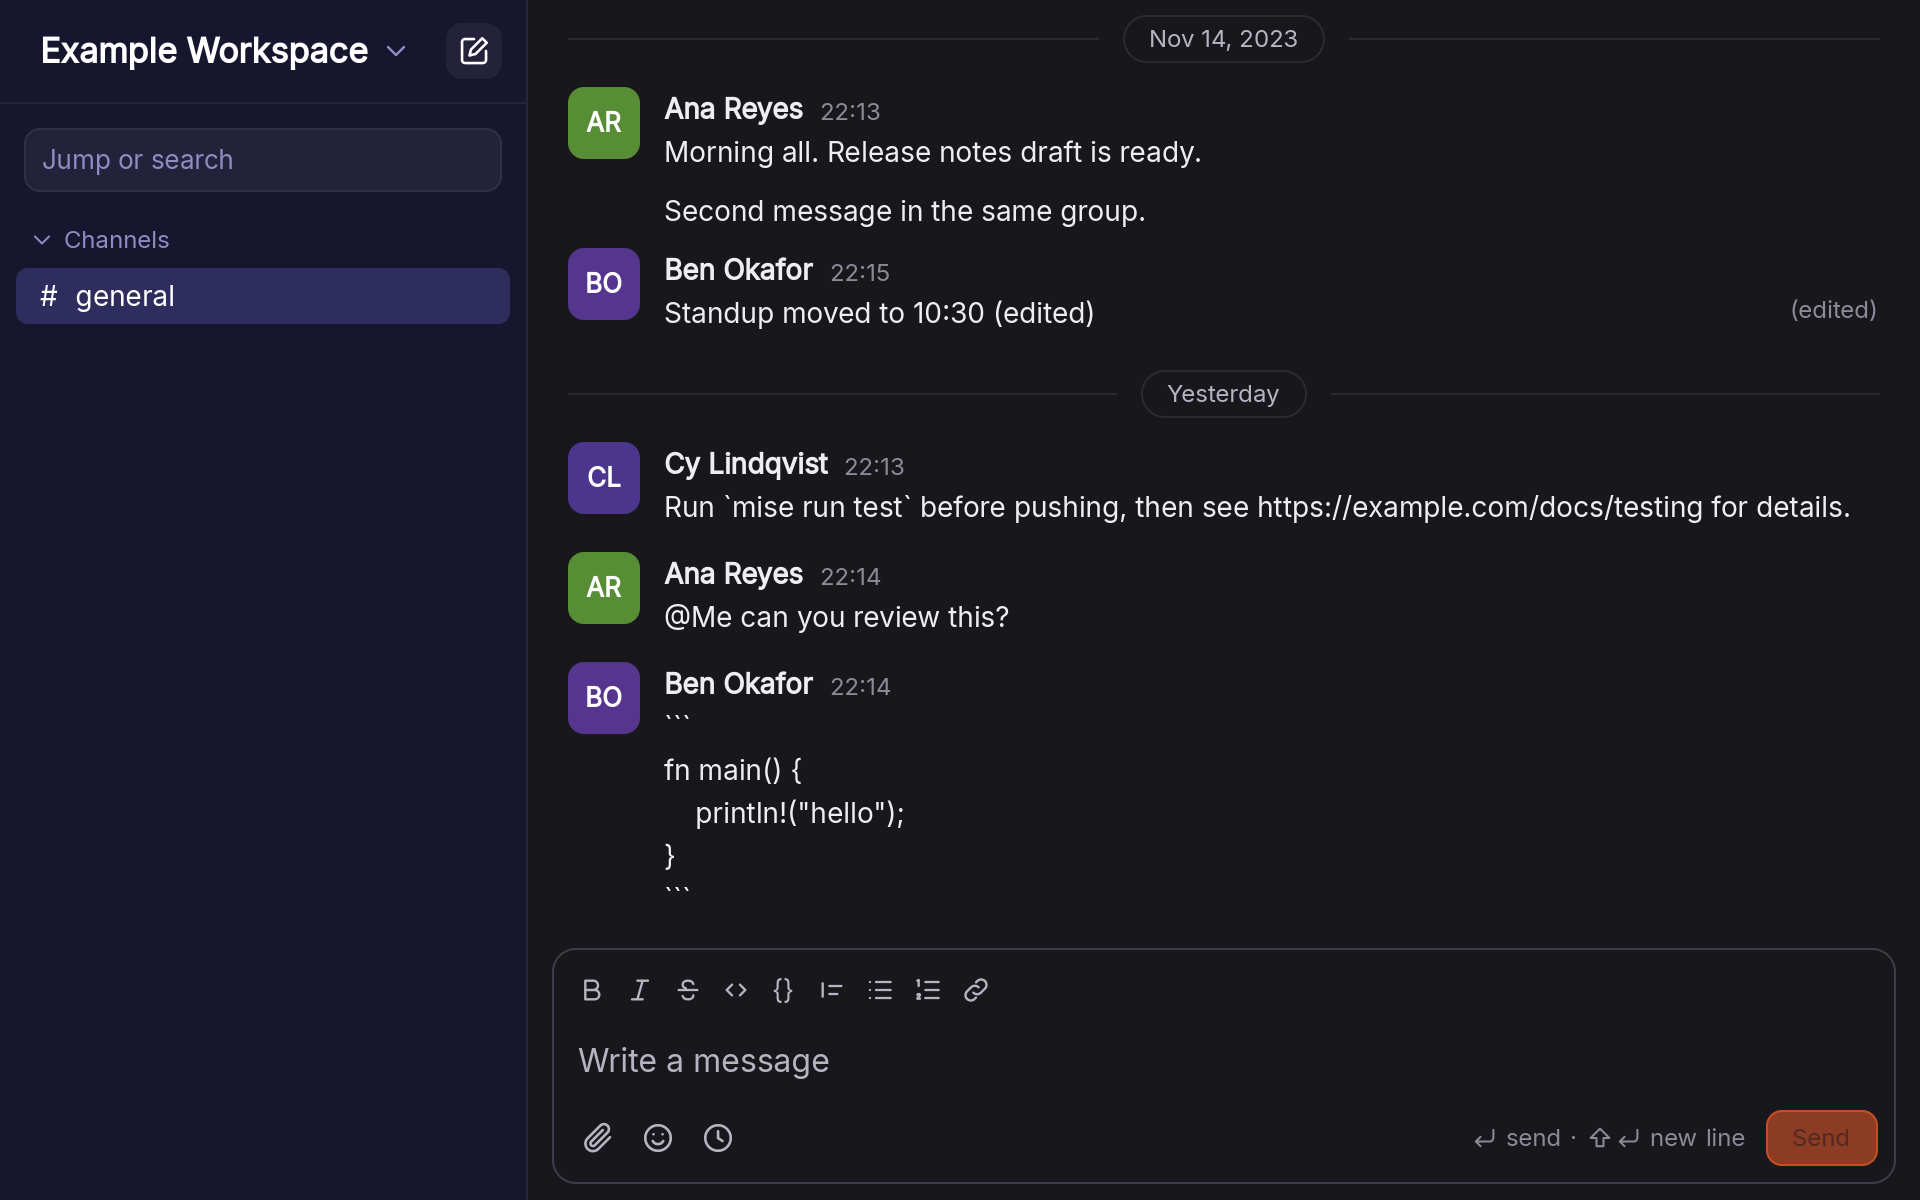 Example Workspace
Jump or search
Channels
# general
Nov 14, 2023
AR
Ana Reyes 22:13
Morning all. Release notes draft is ready.
Second message in the same group.
BO
Ben Okafor 22:15
Standup moved to 10:30 (edited)
(edited)
Yesterday
CL
Cy Lindqvist 22:13
Run `mise run test` before pushing, then see https://example.com/docs/testing for details.
AR
Ana Reyes 22:14
@Me can you review this?
BO
Ben Okafor 22:14
```
fn main() {
    println!("hello");
}
```
Write a message
send · new line
Send